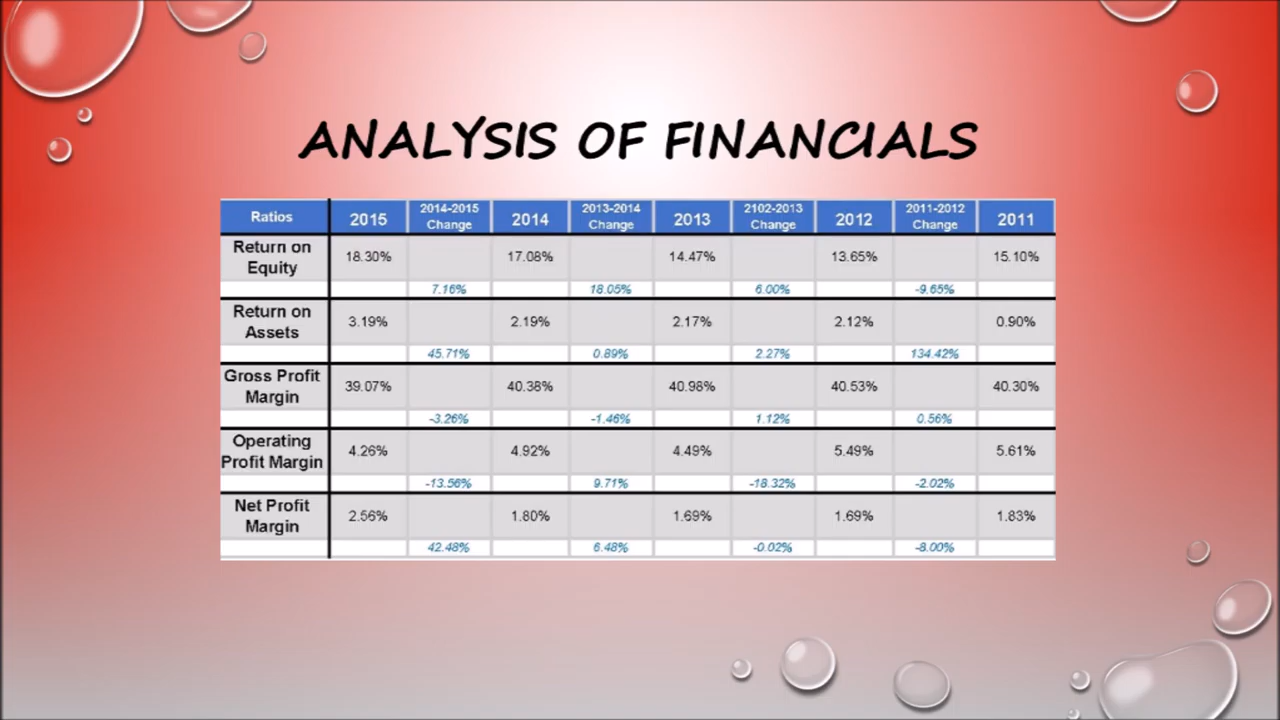 ANALYSIS OF FINANCIALS
Ratios 2015 2014-2015 Change 2014 2013-2014 Change 2013 2102-2013 Change 2012 2011-2012 Change 2011
Return on Equity 18.30% 17.08% 14.47% 13.65% 15.10%
7.16% 18.05% 6.00% -9.65%
Return on Assets 3.19% 2.19% 2.17% 2.12% 0.90%
45.71% 0.89% 2.27% 134.42%
Gross Profit Margin 39.07% 40.38% 40.98% 40.53% 40.30%
-3.26% -1.46% 1.12% 0.56%
Operating Profit Margin 4.26% 4.92% 4.49% 5.49% 5.61%
-13.56% 9.71% -18.32% -2.02%
Net Profit Margin 2.56% 1.80% 1.69% 1.69% 1.83%
42.48% 6.48% -0.02% -8.00%